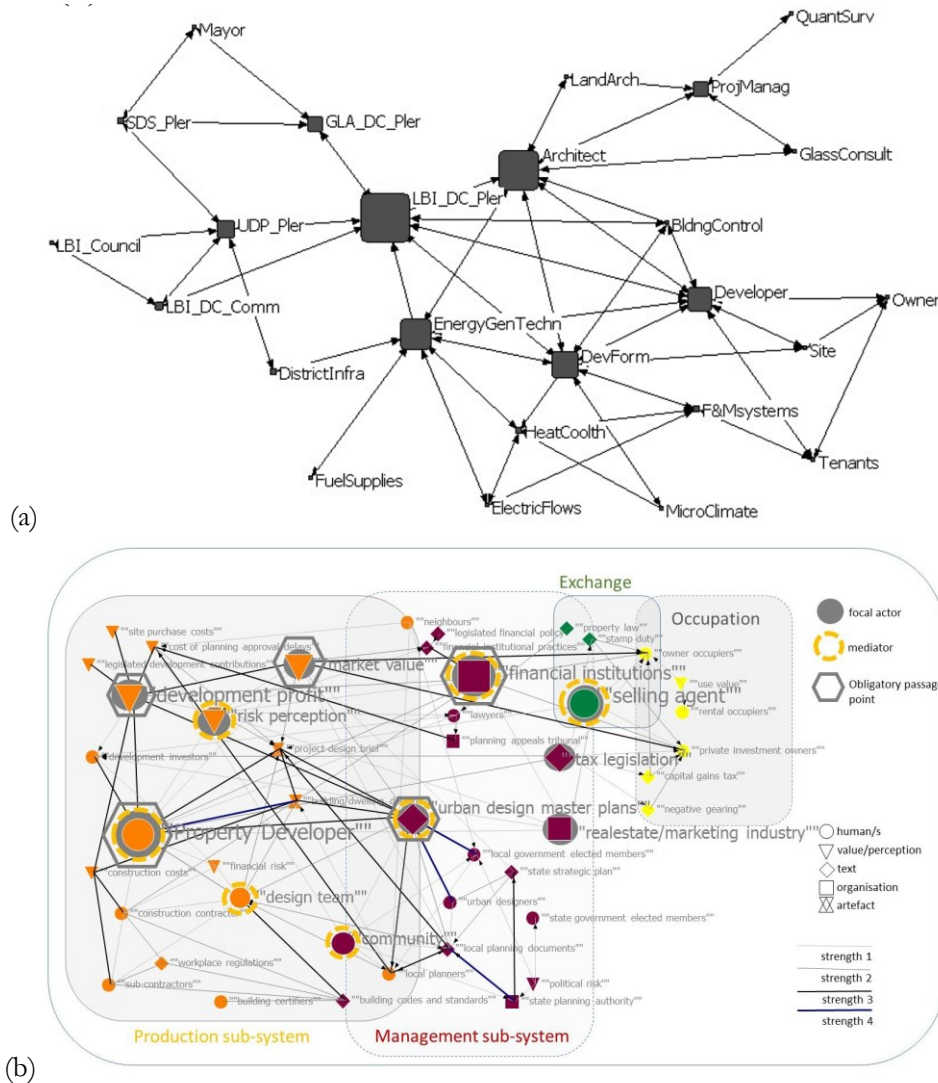 Mayor
QuantSurv
LandArch
ProjManag
SDS_Pler
GLA_DC_Pler
Architect
GlassConsult
LBI_DC_Pler
UDP_Pler
BldngControl
LBI_Council
LBI_DC_Comm
Developer
Owner
EnergyGenTechn
DistrictInfra
DevForm
Site
F&Msystems
HeatCoolth
Tenants
FuelSupplies
ElectricFlows
MicroClimate
(a)
Exchange
Occupation
focal actor
mediator
Obligatory passage
point
""neighbours""
""site purchase costs""
""legislated financial policy""
""property law""
""cost of planning approval delays""
""financial institutional practices""
""stamp duty""
""owner occupiers""
""legislated development contributions""
""market value""
""financial institutions""
""use value""
""development profit""
""selling agent""
""rental occupiers""
""risk perception""
""lawyers""
""project design brief""
""planning appeals tribunal""
""private investment owners""
""development investors""
""tax legislation""
""capital gains tax""
""urban design master plans""
""negative gearing""
""Property Developer""
""realestate/marketing industry""
human/s
value/perception
text
organisation
artefact
""local government elected members""
""financial risk""
""construction costs""
""state strategic plan""
""design team""
""urban designers""
""construction contractor
""state government elected members""
""community""
""local planning documents""
""workplace regulations""
""local planners""
""sub contractors""
""political risk""
""building certifiers""
""building codes and standards""
""state planning authority""
strength 1
strength 2
strength 3
strength 4
Production sub-system
Management sub-system
(b)